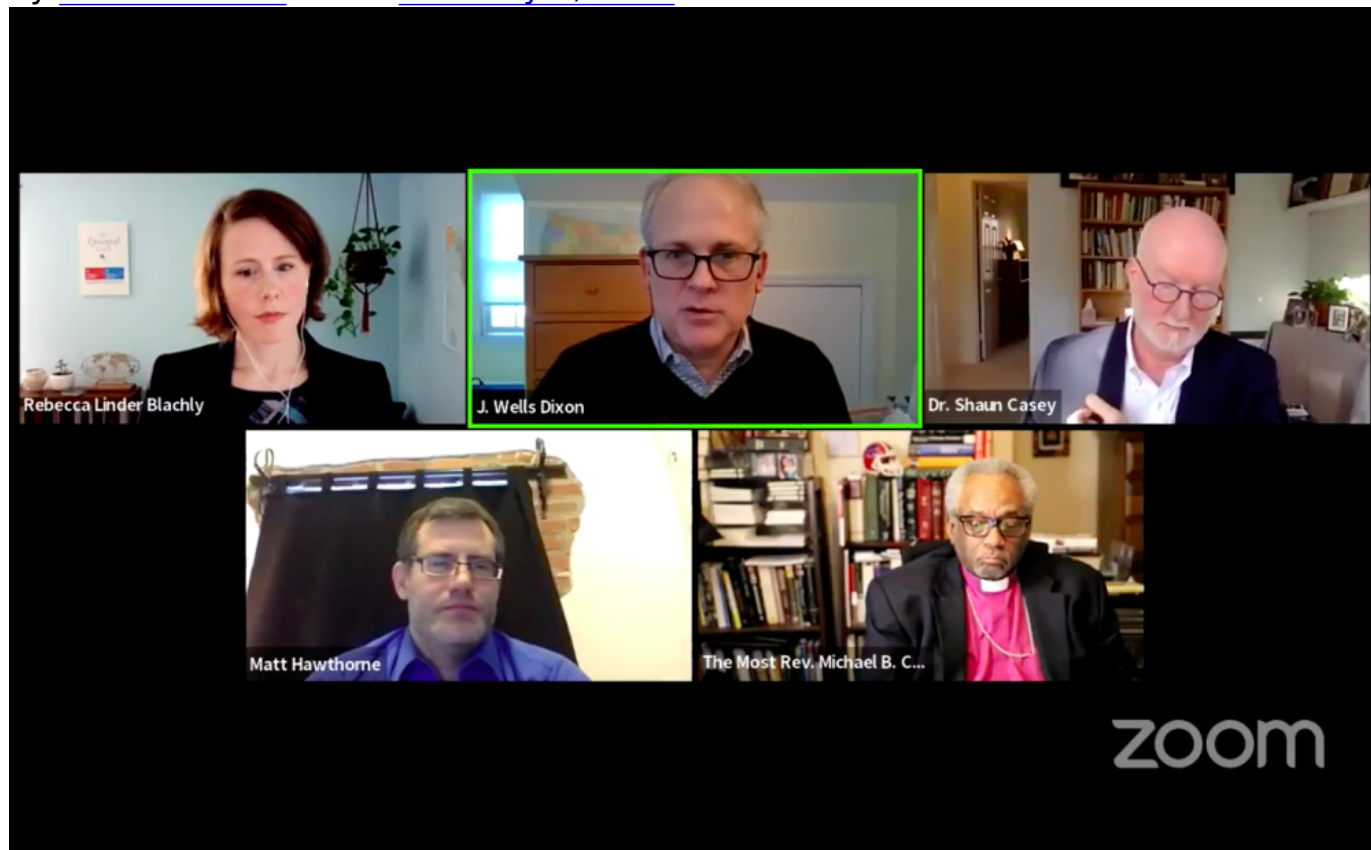 Rebecca Linder Blachly
J. Wells Dixon
Dr. Shaun Casey
Matt Hawthorne
The Most Rev. Michael B. C...
zoom